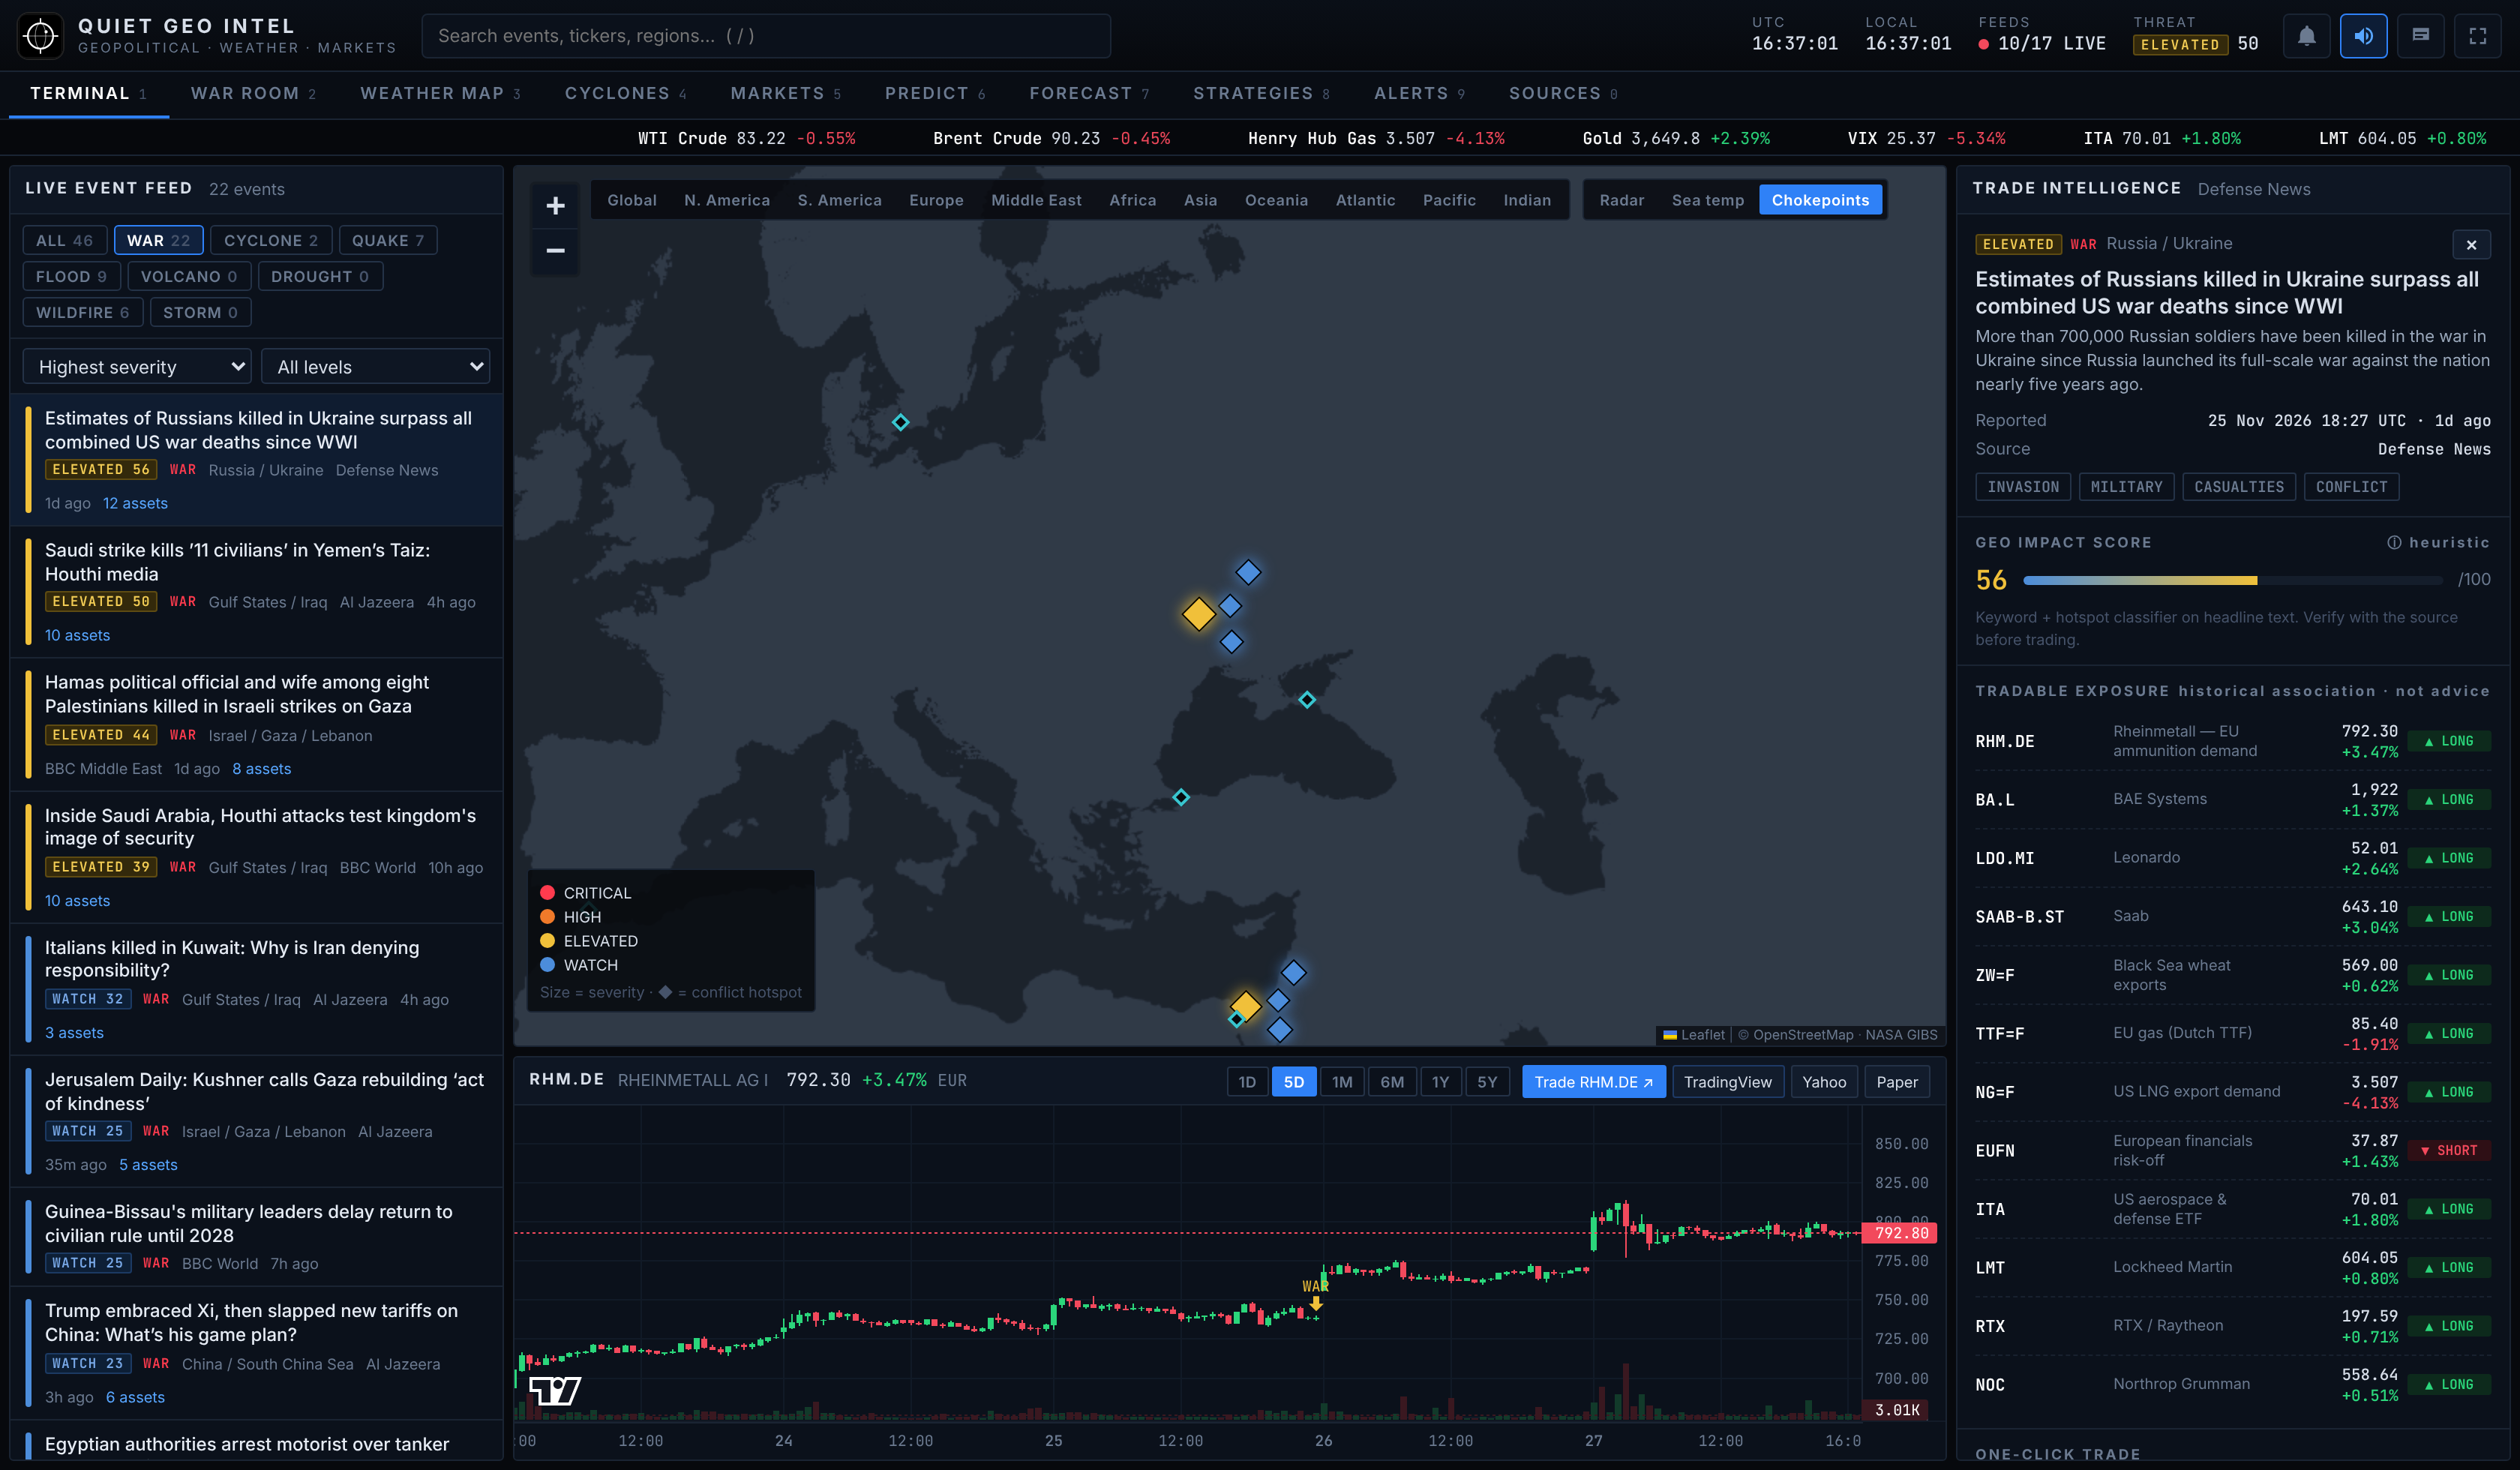 QUIET GEO INTEL
GEOPOLITICAL · WEATHER · MARKETS
Search events, tickers, regions... ( / )
UTC
16:37:01
LOCAL
16:37:01
FEEDS
10/17 LIVE
THREAT
ELEVATED 50
TERMINAL 1
WAR ROOM 2
WEATHER MAP 3
CYCLONES 4
MARKETS 5
PREDICT 6
FORECAST 7
STRATEGIES 8
ALERTS 9
SOURCES 0
WTI Crude 83.22 -0.55%
Brent Crude 90.23 -0.45%
Henry Hub Gas 3.507 -4.13%
Gold 3,649.8 +2.39%
VIX 25.37 -5.34%
ITA 70.01 +1.80%
LMT 604.05 +0.80%
LIVE EVENT FEED 22 events
ALL 46
WAR 22
CYCLONE 2
QUAKE 7
FLOOD 9
VOLCANO 0
DROUGHT 0
WILDFIRE 6
STORM 0
Highest severity
All levels
Estimates of Russians killed in Ukraine surpass all
combined US war deaths since WWI
ELEVATED 56 WAR Russia / Ukraine Defense News
1d ago 12 assets
Saudi strike kills ’11 civilians’ in Yemen’s Taiz:
Houthi media
ELEVATED 50 WAR Gulf States / Iraq Al Jazeera 4h ago
10 assets
Hamas political official and wife among eight
Palestinians killed in Israeli strikes on Gaza
ELEVATED 44 WAR Israel / Gaza / Lebanon
BBC Middle East 1d ago 8 assets
Inside Saudi Arabia, Houthi attacks test kingdom's
image of security
ELEVATED 39 WAR Gulf States / Iraq BBC World 10h ago
10 assets
Italians killed in Kuwait: Why is Iran denying
responsibility?
WATCH 32 WAR Gulf States / Iraq Al Jazeera 4h ago
3 assets
Jerusalem Daily: Kushner calls Gaza rebuilding ‘act
of kindness’
WATCH 25 WAR Israel / Gaza / Lebanon Al Jazeera
35m ago 5 assets
Guinea-Bissau's military leaders delay return to
civilian rule until 2028
WATCH 25 WAR BBC World 7h ago
Trump embraced Xi, then slapped new tariffs on
China: What’s his game plan?
WATCH 23 WAR China / South China Sea Al Jazeera
3h ago 6 assets
Egyptian authorities arrest motorist over tanker
+
−
Global
N. America
S. America
Europe
Middle East
Africa
Asia
Oceania
Atlantic
Pacific
Indian
Radar
Sea temp
Chokepoints
CRITICAL
HIGH
ELEVATED
WATCH
Size = severity · ◆ = conflict hotspot
Leaflet | © OpenStreetMap · NASA GIBS
RHM.DE RHEINMETALL AG I 792.30 +3.47% EUR
1D
5D
1M
6M
1Y
5Y
Trade RHM.DE ↗
TradingView
Yahoo
Paper
850.00
825.00
800.00
792.80
775.00
750.00
725.00
700.00
3.01K
WAR
:00
12:00
24
12:00
25
12:00
26
12:00
27
12:00
16:0
TRADE INTELLIGENCE Defense News
ELEVATED WAR Russia / Ukraine
×
Estimates of Russians killed in Ukraine surpass all
combined US war deaths since WWI
More than 700,000 Russian soldiers have been killed in the war in
Ukraine since Russia launched its full-scale war against the nation
nearly five years ago.
Reported 25 Nov 2026 18:27 UTC · 1d ago
Source Defense News
INVASION
MILITARY
CASUALTIES
CONFLICT
GEO IMPACT SCORE ⓘ heuristic
56 /100
Keyword + hotspot classifier on headline text. Verify with the source
before trading.
TRADABLE EXPOSURE historical association · not advice
RHM.DE Rheinmetall — EU ammunition demand 792.30 +3.47% ▲ LONG
BA.L BAE Systems 1,922 +1.37% ▲ LONG
LDO.MI Leonardo 52.01 +2.64% ▲ LONG
SAAB-B.ST Saab 643.10 +3.04% ▲ LONG
ZW=F Black Sea wheat exports 569.00 +0.62% ▲ LONG
TTF=F EU gas (Dutch TTF) 85.40 -1.91% ▲ LONG
NG=F US LNG export demand 3.507 -4.13% ▲ LONG
EUFN European financials risk-off 37.87 +1.43% ▼ SHORT
ITA US aerospace & defense ETF 70.01 +1.80% ▲ LONG
LMT Lockheed Martin 604.05 +0.80% ▲ LONG
RTX RTX / Raytheon 197.59 +0.71% ▲ LONG
NOC Northrop Grumman 558.64 +0.51% ▲ LONG
ONE-CLICK TRADE